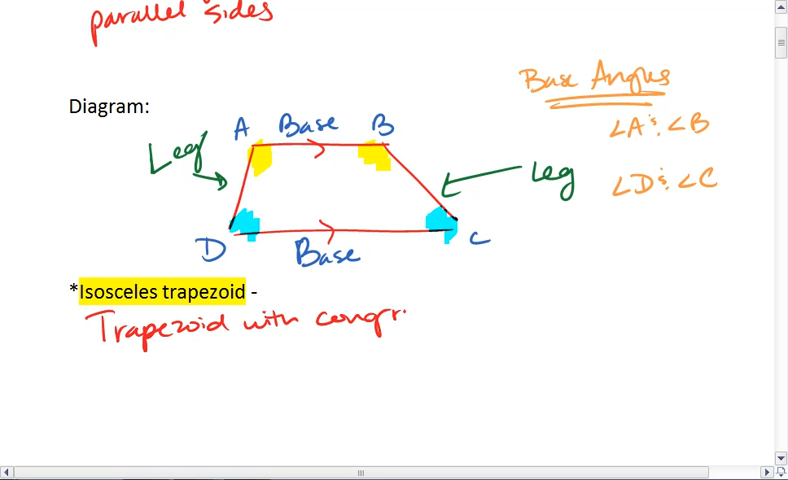 parallel sides
Base Angles
Diagram:
A Base B
∠A & ∠B
Leg
Leg
∠D & ∠C
D Base C
*Isosceles trapezoid -
Trapezoid with congr